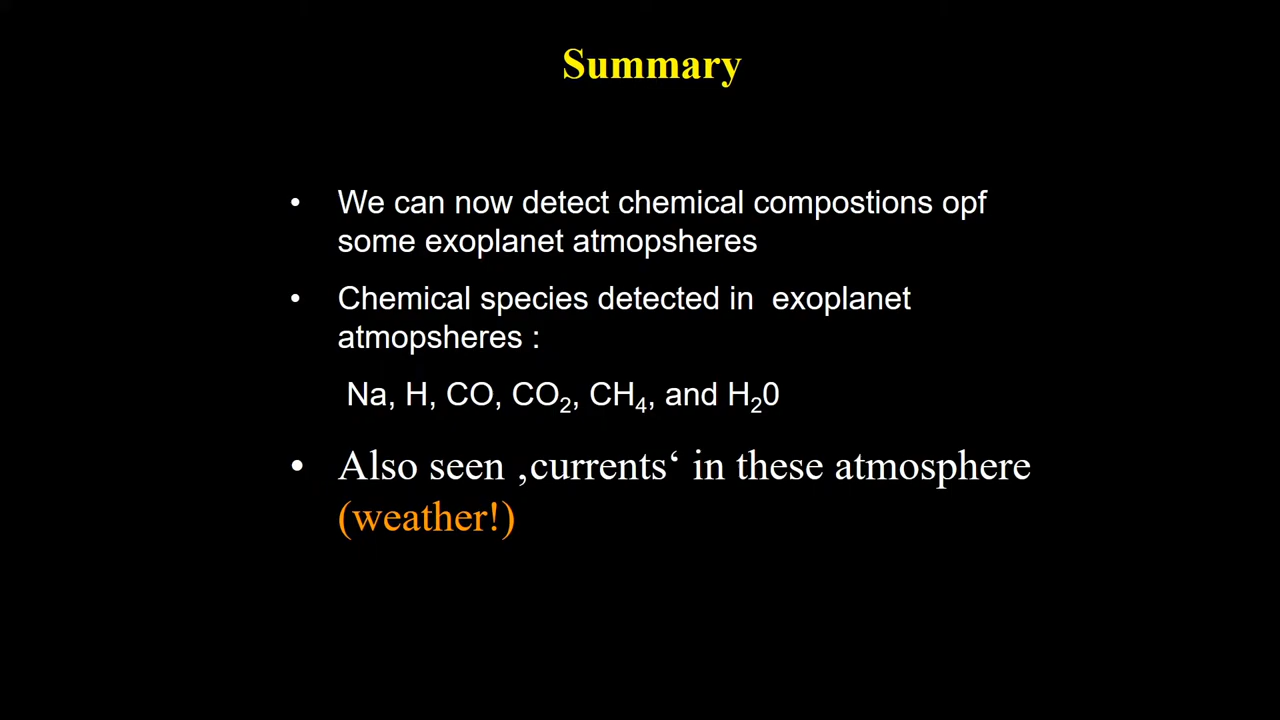 Summary
• We can now detect chemical compostions opf
some exoplanet atmopsheres
• Chemical species detected in  exoplanet
atmopsheres :
Na, H, CO, CO₂, CH₄, and H₂0
• Also seen ‚currents‘ in these atmosphere
(weather!)